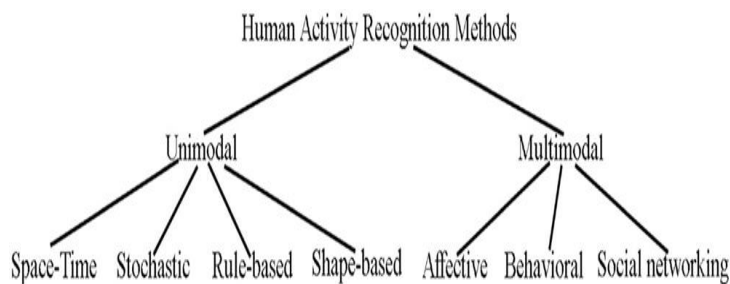 Human Activity Recognition Methods
Unimodal Multimodal
Space-Time Stochastic Rule-based Shape-based Affective Behavioral Social networking